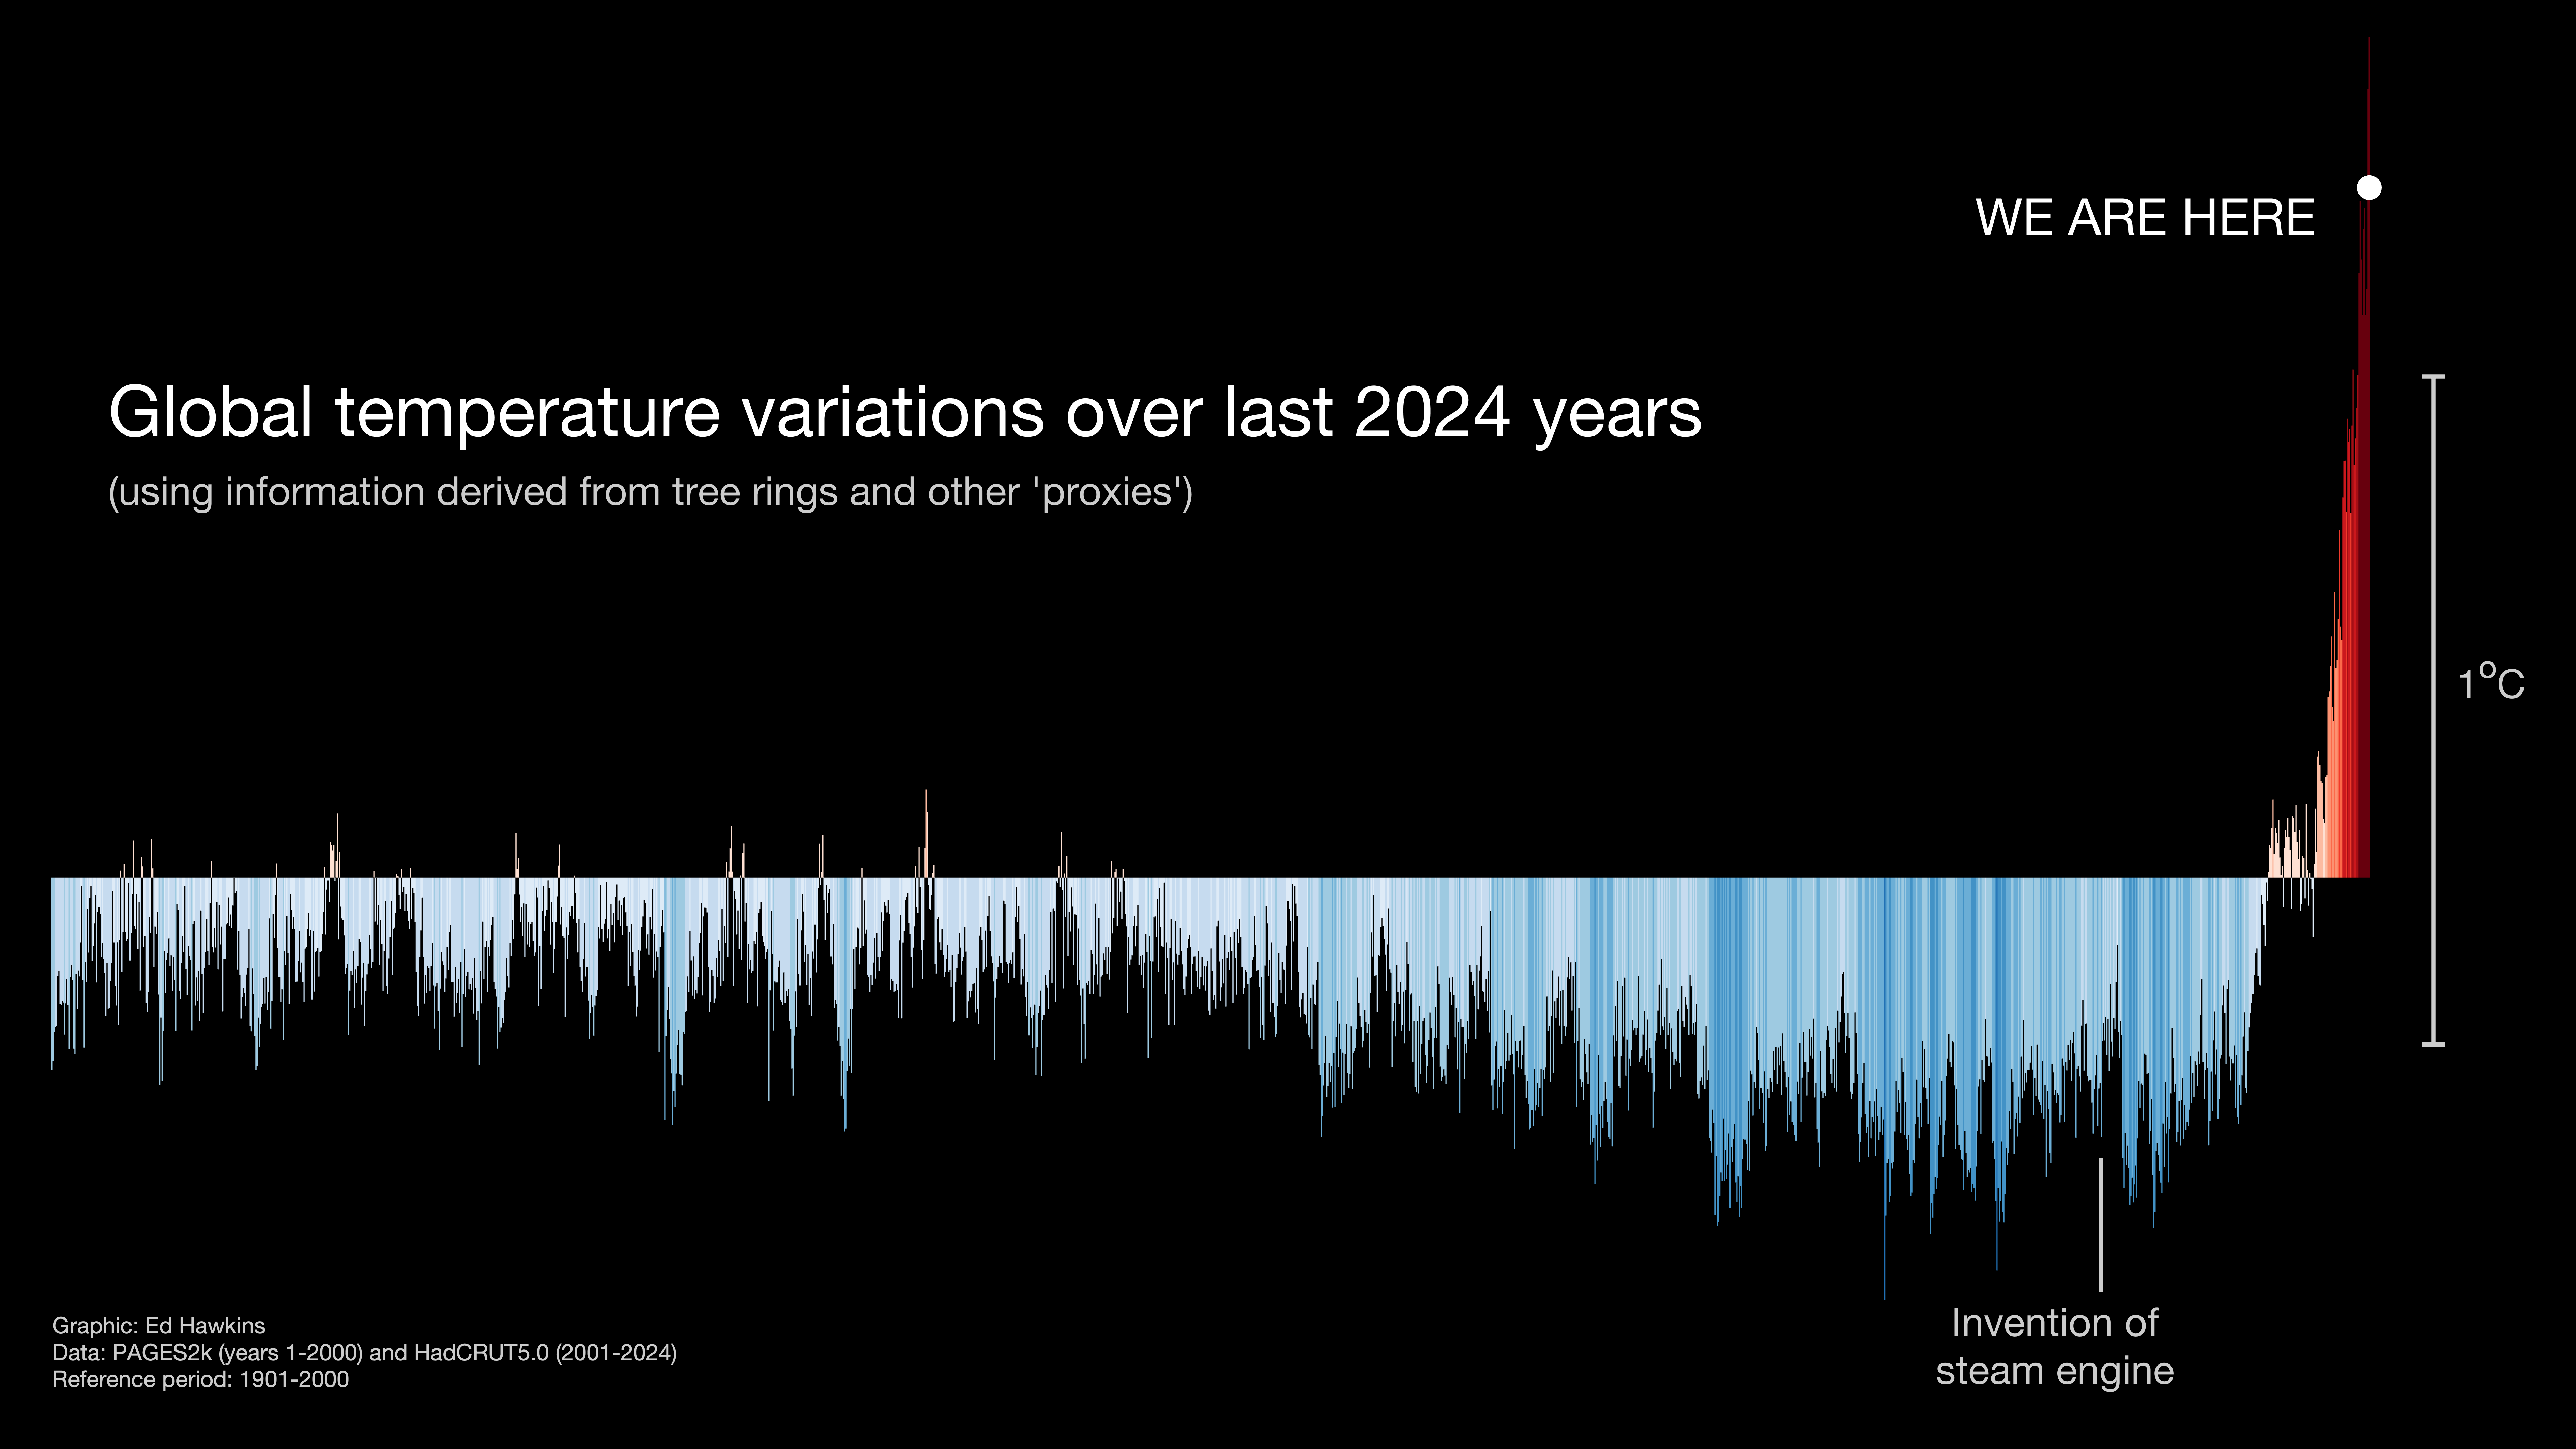 WE ARE HERE
Global temperature variations over last 2024 years
(using information derived from tree rings and other 'proxies')
1ºC
Invention of
steam engine
Graphic: Ed Hawkins
Data: PAGES2k (years 1-2000) and HadCRUT5.0 (2001-2024)
Reference period: 1901-2000